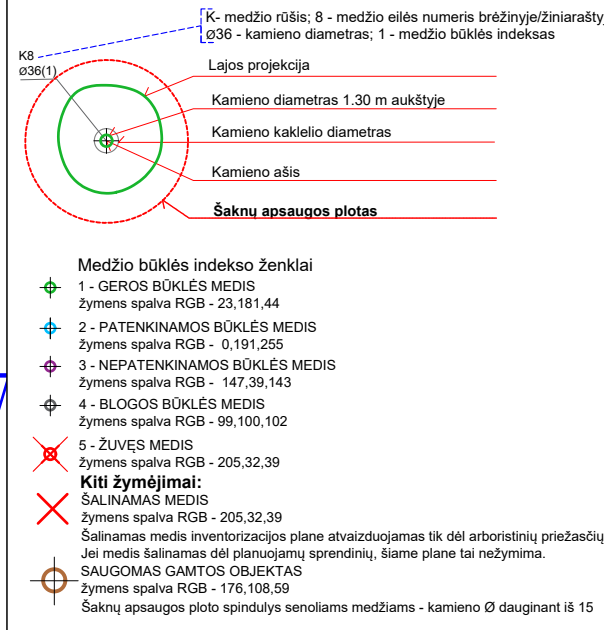 K- medžio rūšis; 8 - medžio eilės numeris brėžinyje/žiniarašty
Ø36 - kamieno diametras; 1 - medžio būklės indeksas
K8
Ø36(1)
Lajos projekcija
Kamieno diametras 1.30 m aukštyje
Kamieno kaklelio diametras
Kamieno ašis
Šaknų apsaugos plotas
Medžio būklės indekso ženklai
1 - GEROS BŪKLĖS MEDIS
žymens spalva RGB - 23,181,44
2 - PATENKINAMOS BŪKLĖS MEDIS
žymens spalva RGB - 0,191,255
3 - NEPATENKINAMOS BŪKLĖS MEDIS
žymens spalva RGB - 147,39,143
4 - BLOGOS BŪKLĖS MEDIS
žymens spalva RGB - 99,100,102
5 - ŽUVĘS MEDIS
žymens spalva RGB - 205,32,39
Kiti žymėjimai:
ŠALINAMAS MEDIS
žymens spalva RGB - 205,32,39
Šalinamas medis inventorizacijos plane atvaizduojamas tik dėl arboristinių priežasčių
Jei medis šalinamas dėl planuojamų sprendinių, šiame plane tai nežymima.
SAUGOMAS GAMTOS OBJEKTAS
žymens spalva RGB - 176,108,59
Šaknų apsaugos ploto spindulys senoliams medžiams - kamieno Ø dauginant iš 15